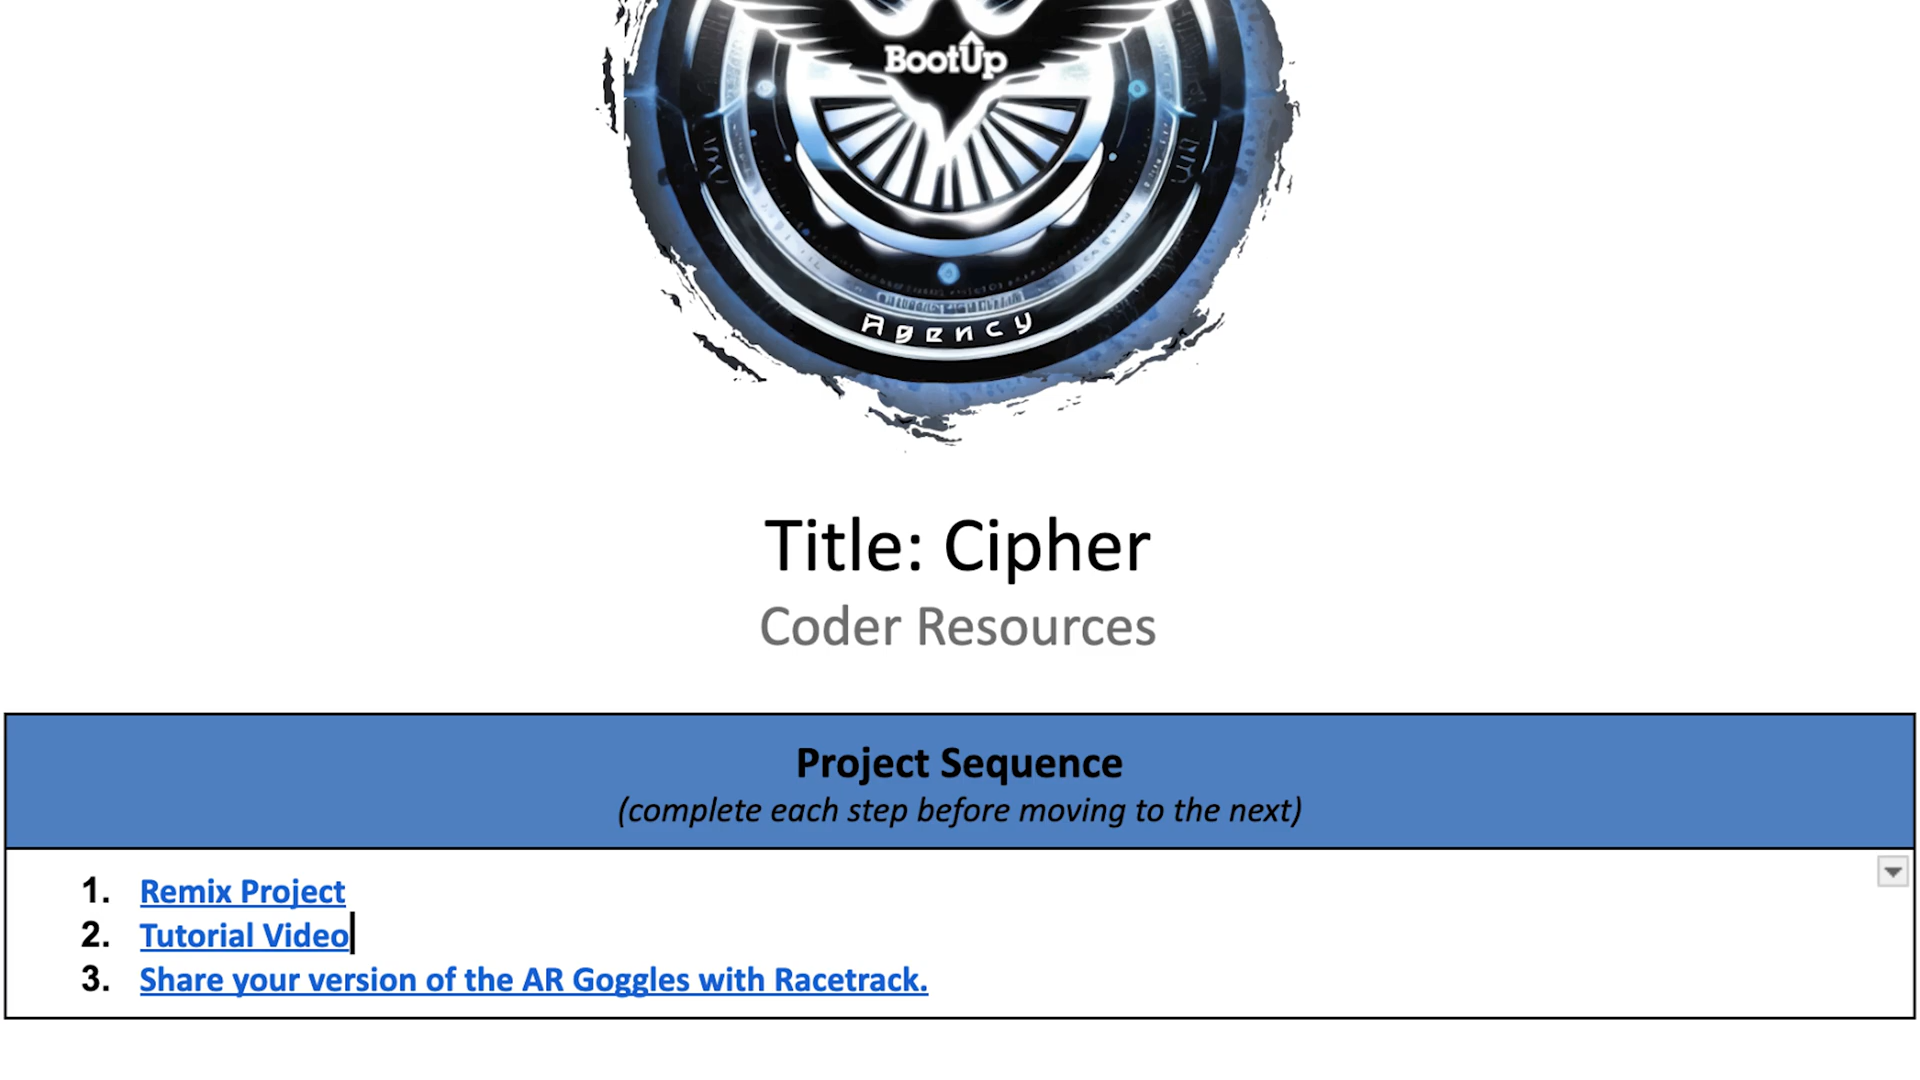 BootUp
Agency
Title: Cipher
Coder Resources
Project Sequence
(complete each step before moving to the next)
1. Remix Project
2. Tutorial Video
3. Share your version of the AR Goggles with Racetrack.